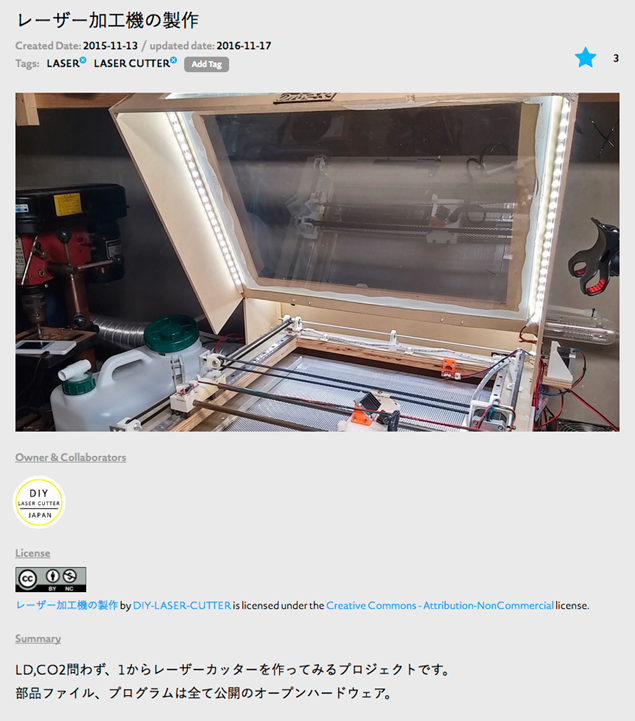 レーザー加工機の製作
Created Date: 2015-11-13 / updated date: 2016-11-17
3
Tags: LASER LASER CUTTER Add Tag
Owner & Collaborators
DIY
LASER CUTTER
JAPAN
License
cc BY NC
レーザー加工機の製作 by DIY-LASER-CUTTER is licensed under the Creative Commons - Attribution-NonCommercial license.
Summary
LD,CO2問わず、1からレーザーカッターを作ってみるプロジェクトです。
部品ファイル、プログラムは全て公開のオープンハードウェア。